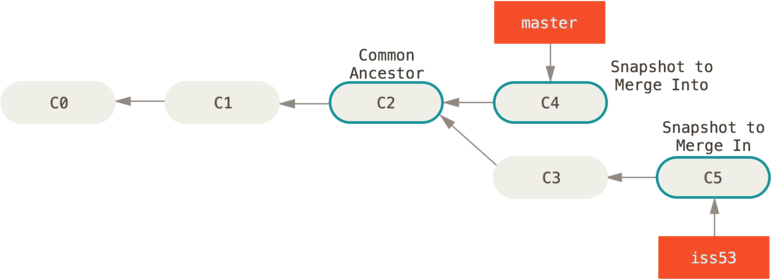 master
Common
Ancestor
Snapshot to
Merge Into
C0
C1
C2
C4
Snapshot to
Merge In
C3
C5
iss53